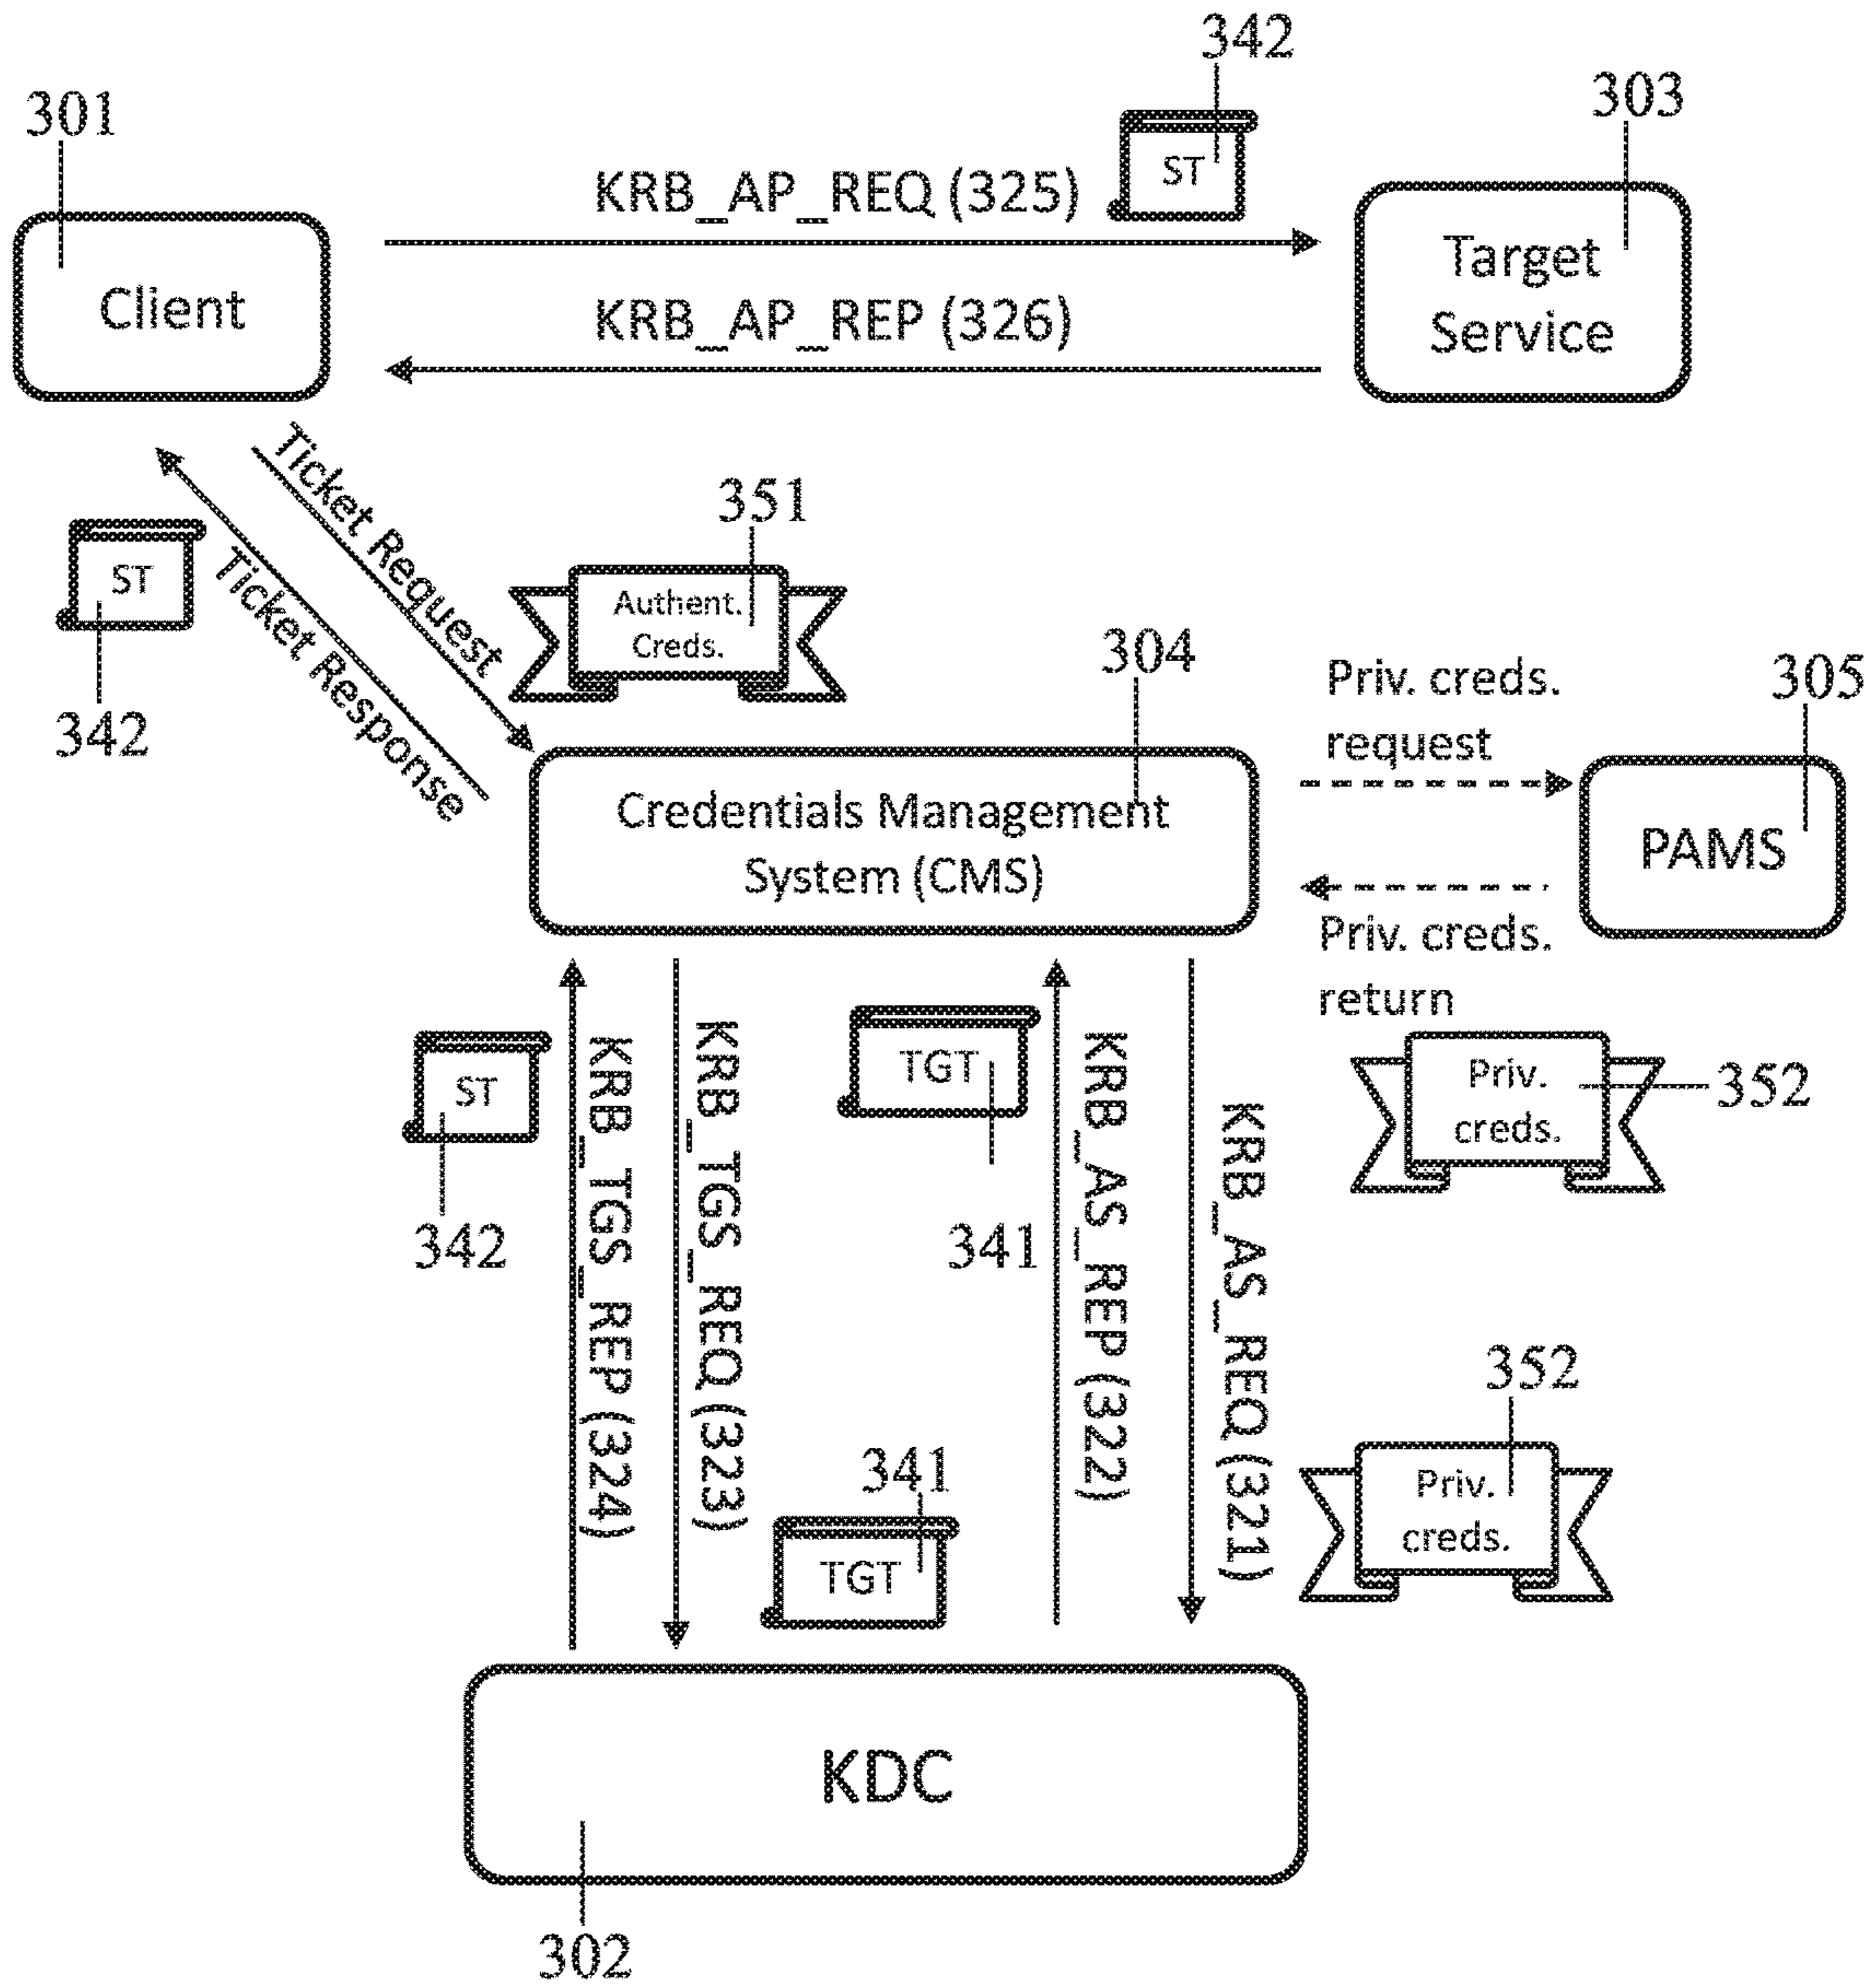 342
301
303
ST
KRB_AP_REQ (325)
Target
Service
Client
KRB_AP_REP (326)
Ticket Request
351
ST
Ticket Response
Authent.
Creds.
304
Priv. creds.
request
305
342
Credentials Management
System (CMS)
PAMS
Priv. creds.
return
ST
KRB_TGS_REP (324)
KRB_TGS_REQ (323)
TGT
KRB_AS_REP (322)
KRB_AS_REQ (321)
Priv.
creds.
352
342
341
352
341
Priv.
creds.
TGT
KDC
302